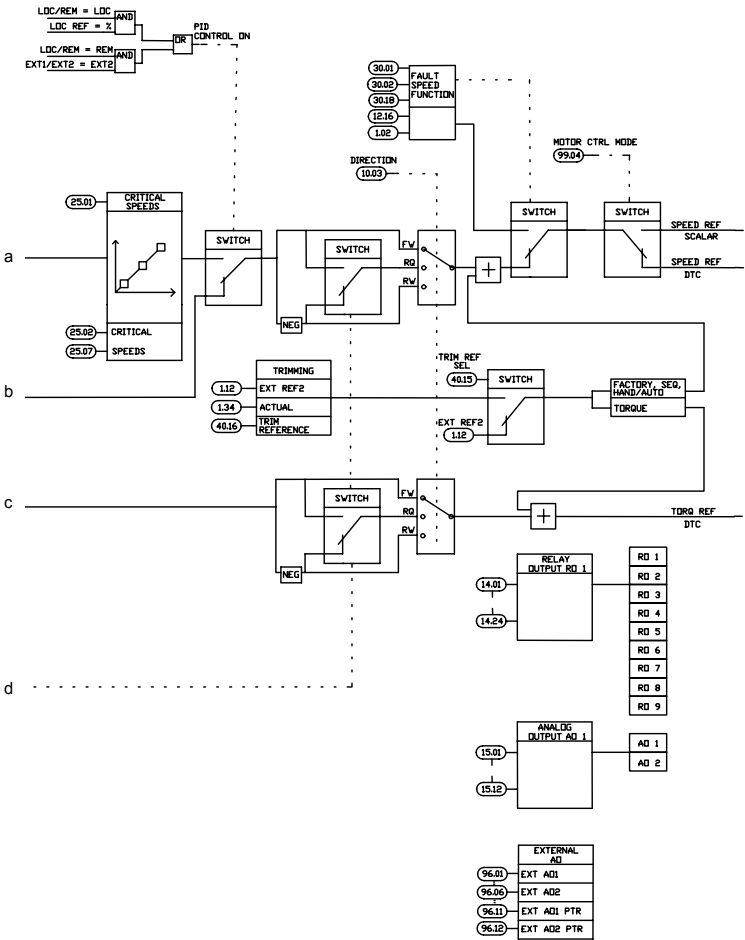 LOC/REM = LOC
LOC REF = %
AND
LOC/REM = REM
EXT1/EXT2 = EXT2
AND
OR
PID
CONTROL ON
30.01
30.02
30.18
12.16
1.02
FAULT
SPEED
FUNCTION
MOTOR CTRL MODE
99.04
DIRECTION
10.03
25.01
CRITICAL
SPEEDS
SWITCH
SWITCH
FW
RQ
RW
NEG
SWITCH
SWITCH
SPEED REF
SCALAR
SPEED REF
DTC
a
25.02
CRITICAL
25.07
SPEEDS
b
TRIMMING
1.12
EXT REF2
1.34
ACTUAL
40.16
TRIM
REFERENCE
TRIM REF
SEL
40.15
SWITCH
EXT REF2
1.12
FACTORY, SEQ,
HAND/AUTO
TORQUE
c
SWITCH
FW
RQ
RW
NEG
TORQ REF
DTC
RELAY
OUTPUT RO 1
14.01
14.24
RO 1
RO 2
RO 3
RO 4
RO 5
RO 6
RO 7
RO 8
RO 9
d
ANALOG
OUTPUT AO 1
15.01
15.12
AO 1
AO 2
EXTERNAL
AO
96.01
EXT AO1
96.06
EXT AO2
96.11
EXT AO1 PTR
96.12
EXT AO2 PTR